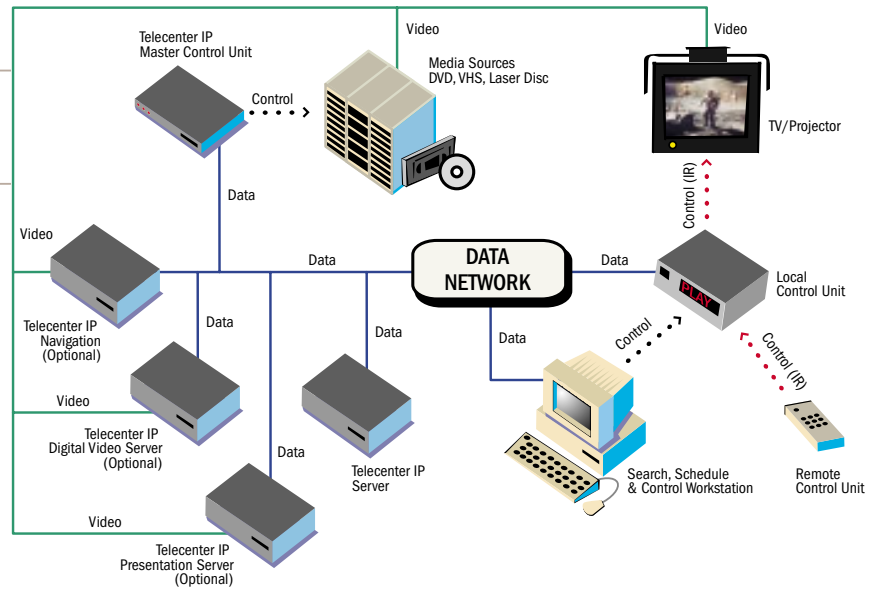 Telecenter IP
Master Control Unit
Video
Media Sources
DVD, VHS, Laser Disc
Video
TV/Projector
Control
Data
Control (IR)
Video
Data
DATA
NETWORK
Data
PLAY
Local
Control Unit
Telecenter IP
Navigation
(Optional)
Data
Data
Data
Control
Control (IR)
Video
Telecenter IP
Digital Video Server
(Optional)
Data
Telecenter IP
Server
Search, Schedule
& Control Workstation
Remote
Control Unit
Video
Telecenter IP
Presentation Server
(Optional)